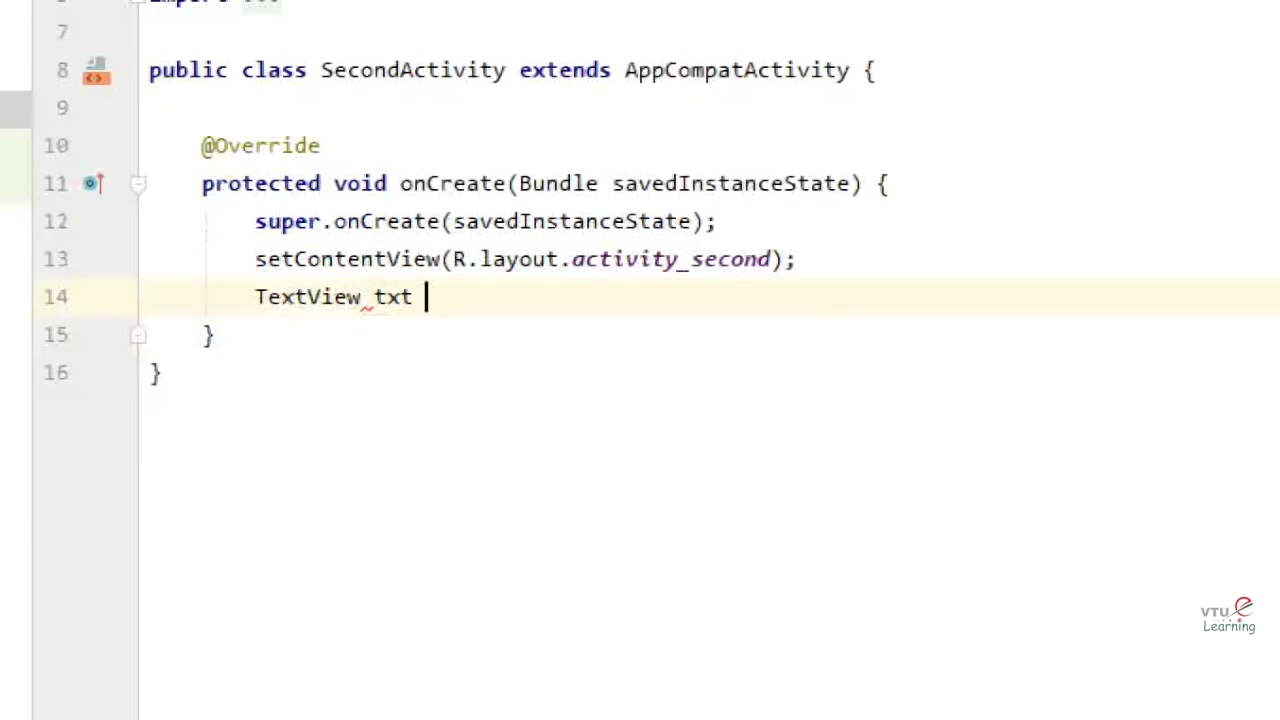 import ...
7
8 public class SecondActivity extends AppCompatActivity {
9
10 @Override
11 protected void onCreate(Bundle savedInstanceState) {
12 super.onCreate(savedInstanceState);
13 setContentView(R.layout.activity_second);
14 TextView txt
15 }
16 }
VTU e
Learning